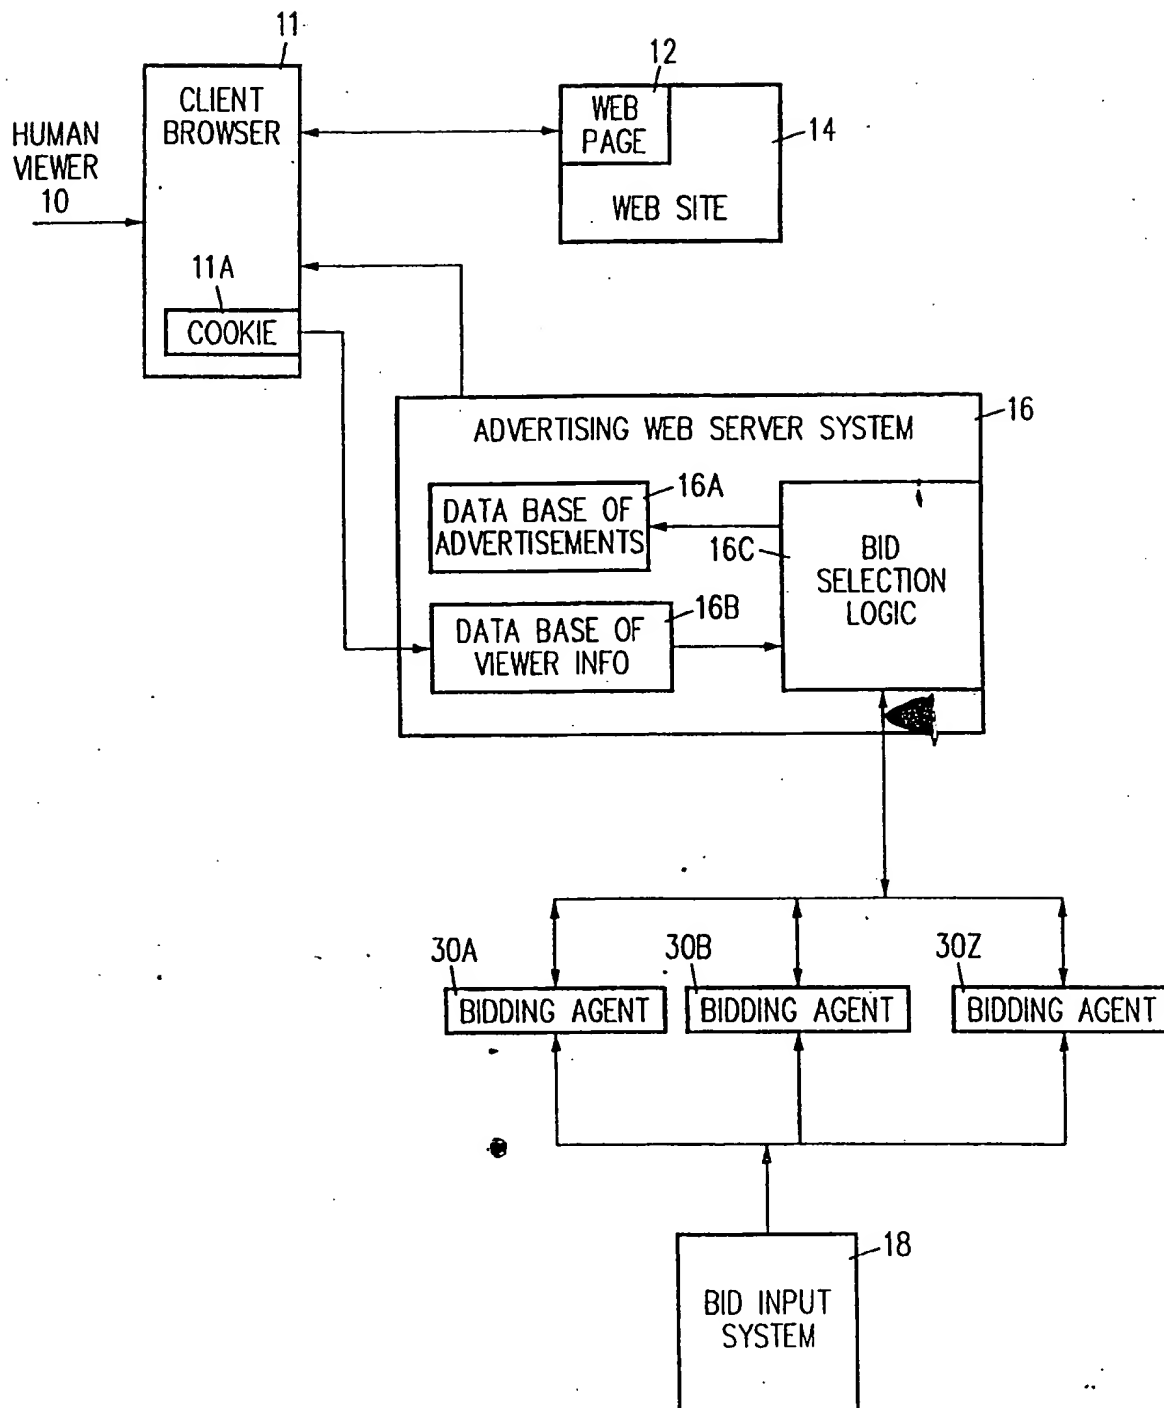 11
CLIENT
BROWSER
HUMAN
VIEWER
10
12
WEB
PAGE
14
WEB SITE
11A
COOKIE
16
ADVERTISING WEB SERVER SYSTEM
16A
DATA BASE OF
ADVERTISEMENTS
16C
BID
SELECTION
LOGIC
16B
DATA BASE OF
VIEWER INFO
30A
BIDDING AGENT
30B
BIDDING AGENT
30Z
BIDDING AGENT
18
BID INPUT
SYSTEM